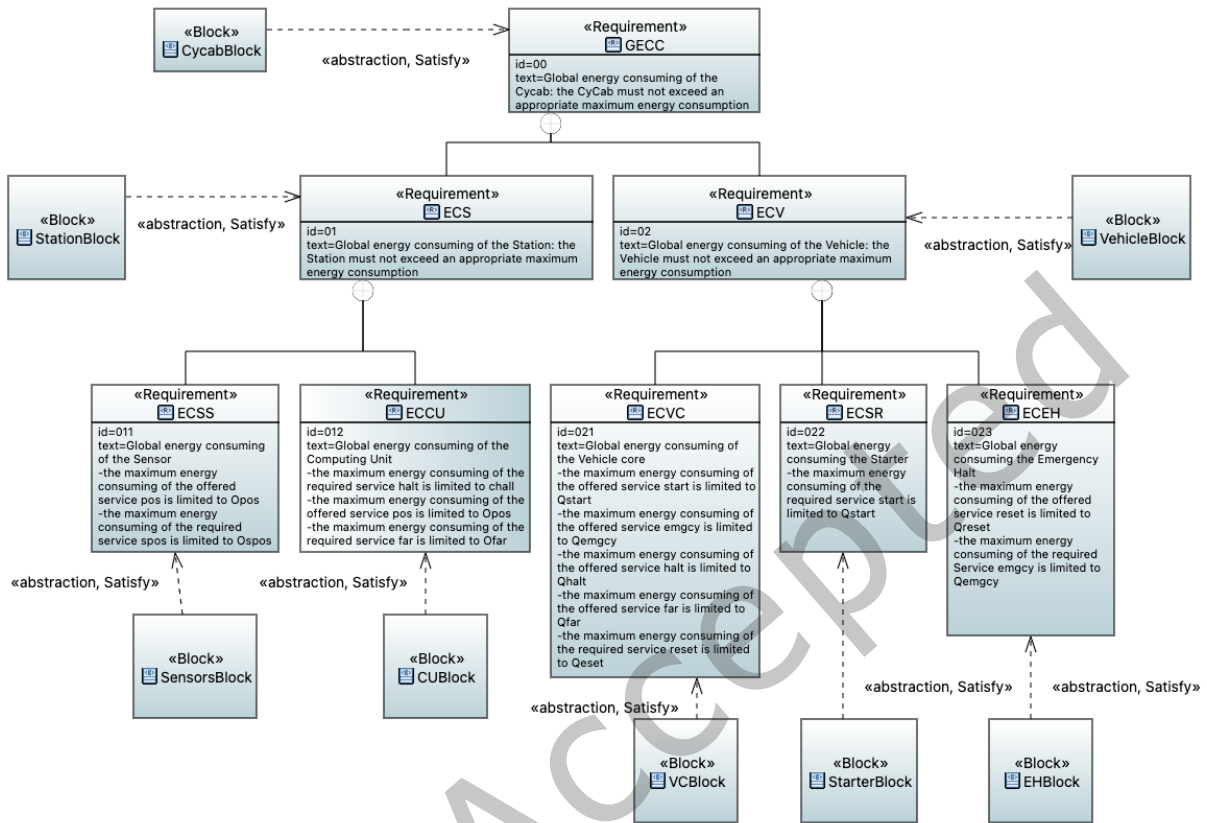 «Block»
CycabBlock
«abstraction, Satisfy»
«Requirement»
GECC
id=00
text=Global energy consuming of the
Cycab: the CyCab must not exceed an
appropriate maximum energy consumption
«Block»
StationBlock
«abstraction, Satisfy»
«Requirement»
ECS
id=01
text=Global energy consuming of the Station: the
Station must not exceed an appropriate maximum
energy consumption
«Requirement»
ECV
id=02
text=Global energy consuming of the Vehicle: the
Vehicle must not exceed an appropriate maximum
energy consumption
«abstraction, Satisfy»
«Block»
VehicleBlock
«Requirement»
ECSS
id=011
text=Global energy consuming
of the Sensor
-the maximum energy
consuming of the offered
service pos is limited to Opos
-the maximum energy
consuming of the required
service spos is limited to Ospos
«Requirement»
ECCU
id=012
text=Global energy consuming of the
Computing Unit
-the maximum energy consuming of the
required service halt is limited to chall
-the maximum energy consuming of the
offered service pos is limited to Opos
-the maximum energy consuming of the
required service far is limited to Ofar
«Requirement»
ECVC
id=021
text=Global energy consuming of
the Vehicle core
-the maximum energy consuming of
the offered service start is limited to
Qstart
-the maximum energy consuming of
the offered service emgcy is limited
to Qemgcy
-the maximum energy consuming of
the offered service halt is limited to
Qhalt
-the maximum energy consuming of
the offered service far is limited to
Qfar
-the maximum energy consuming of
the required service reset is limited
to Qeset
«Requirement»
ECSR
id=022
text=Global energy
consuming the Starter
-the maximum energy
consuming of the
required service start is
limited to Qstart
«Requirement»
ECEH
id=023
text=Global energy
consuming the Emergency
Halt
-the maximum energy
consuming of the offered
service reset is limited to
Qreset
-the maximum energy
consuming of the required
Service emgcy is limited to
Qemgcy
«abstraction, Satisfy»
«Block»
SensorsBlock
«abstraction, Satisfy»
«Block»
CUBlock
«abstraction, Satisfy»
«Block»
VCBlock
«abstraction, Satisfy»
«Block»
StarterBlock
«abstraction, Satisfy»
«Block»
EHBlock
Accepted